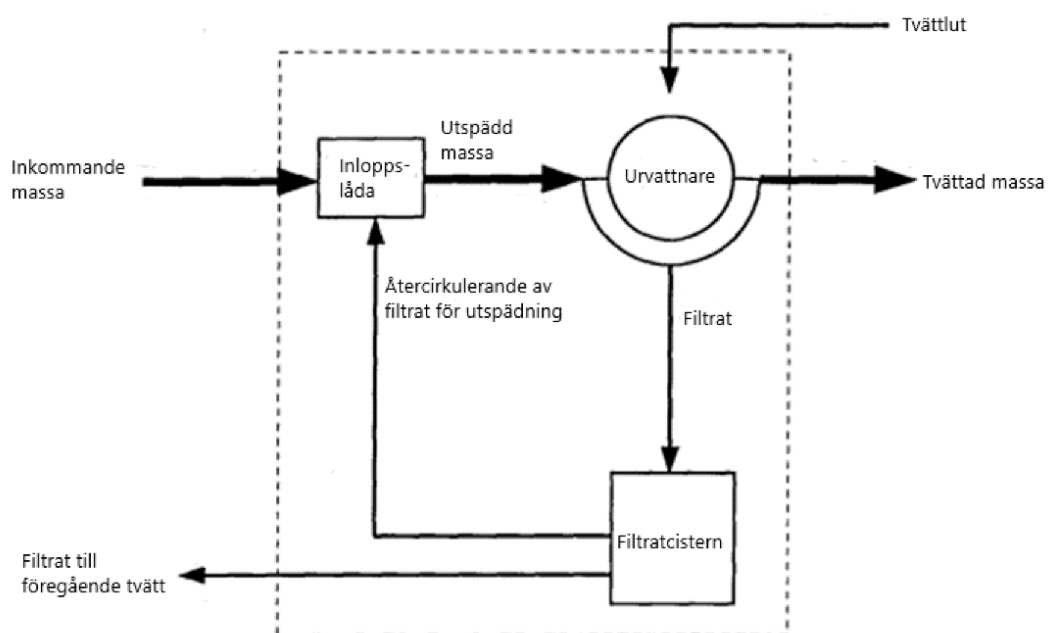 Tvättlut
Utspädd
massa
Inkommande
massa
Inlopps-
låda
Urvattnare
Tvättad massa
Återcirkulerande av
filtrat för utspädning
Filtrat
Filtratcistern
Filtrat till
föregående tvätt